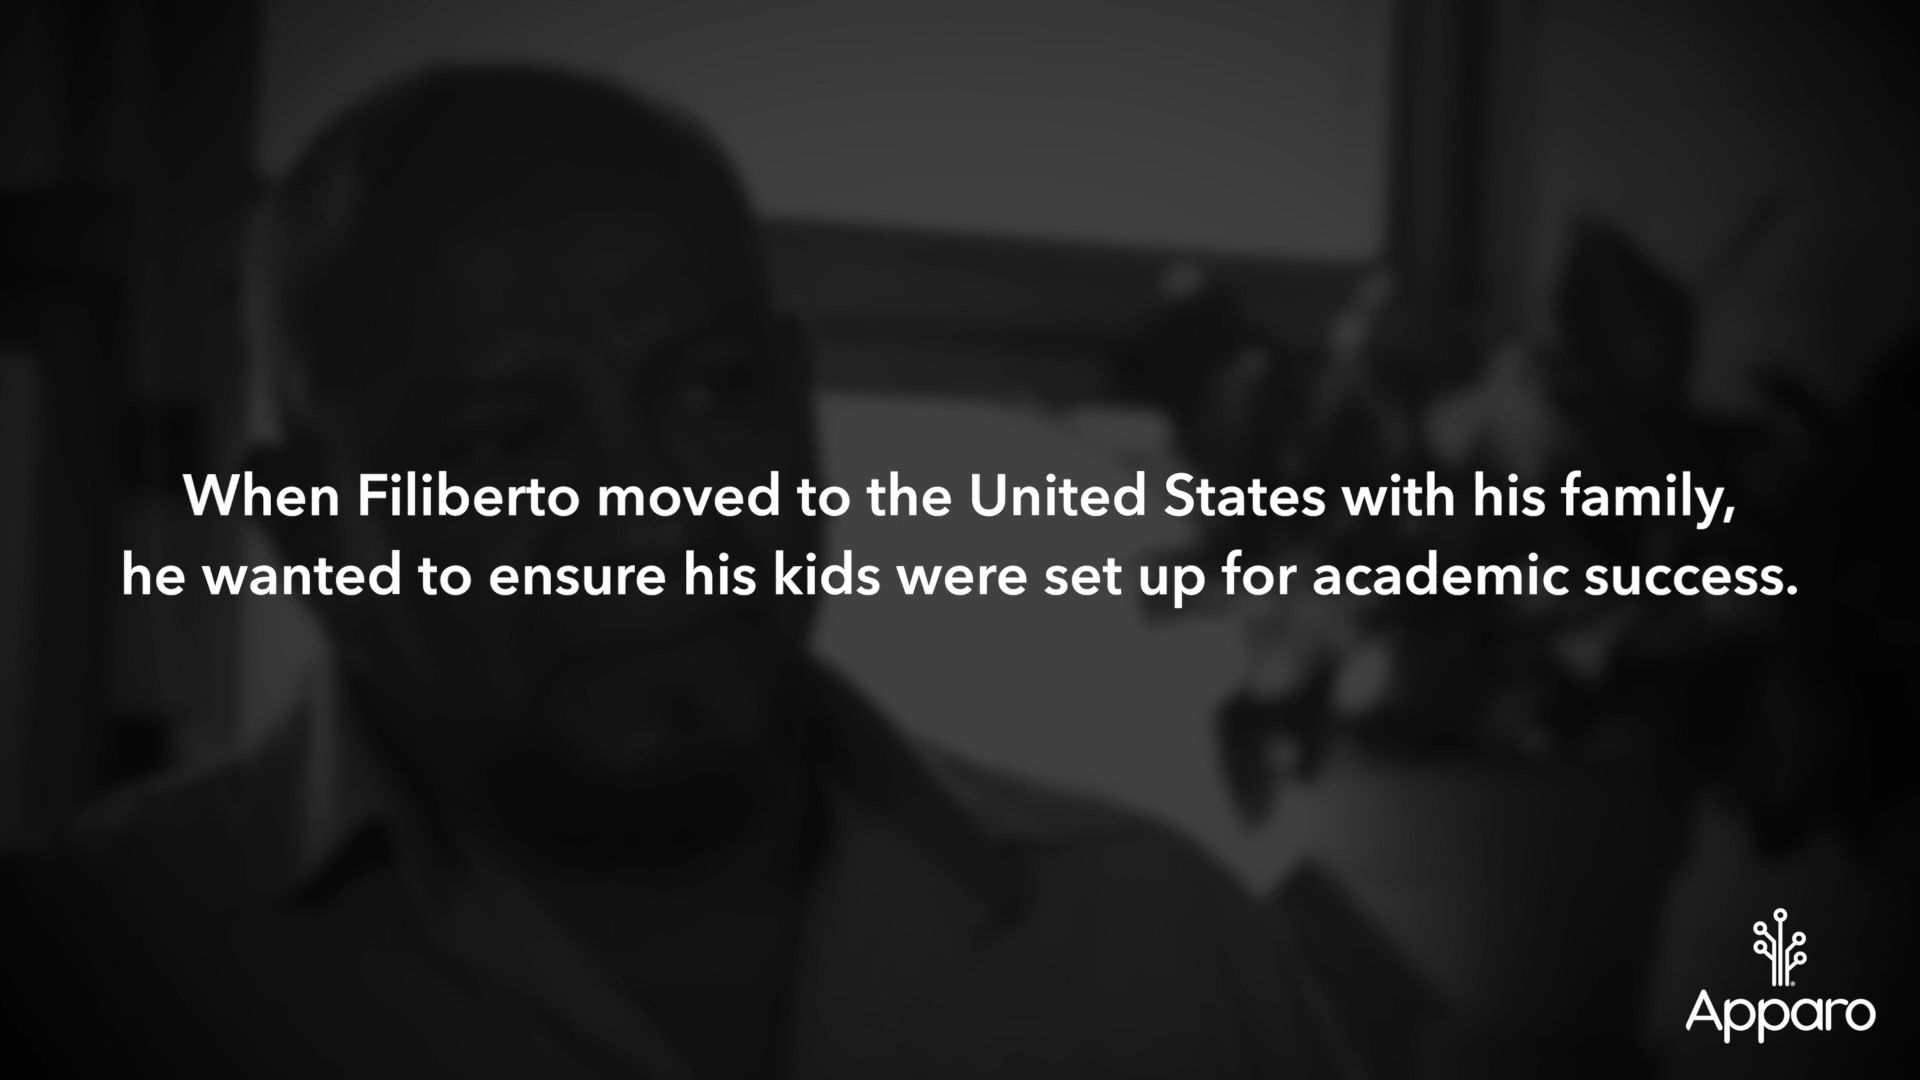 When Filiberto moved to the United States with his family,
he wanted to ensure his kids were set up for academic success.
Apparo